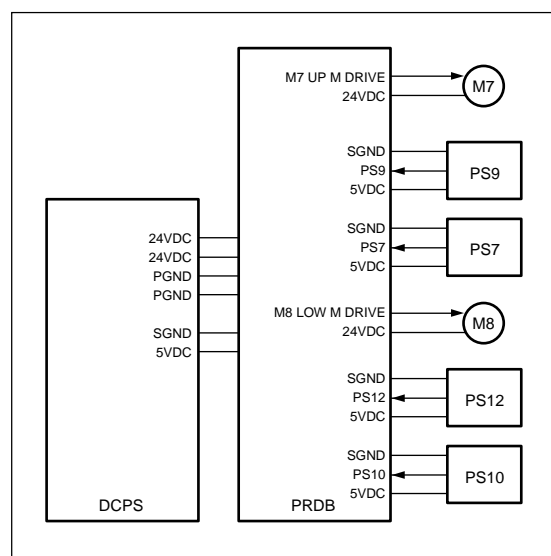 M7 UP M DRIVE
24VDC
M7
SGND
PS9
5VDC
PS9
SGND
PS7
5VDC
PS7
24VDC
24VDC
PGND
PGND
SGND
5VDC
M8 LOW M DRIVE
24VDC
M8
SGND
PS12
5VDC
PS12
SGND
PS10
5VDC
PS10
DCPS
PRDB